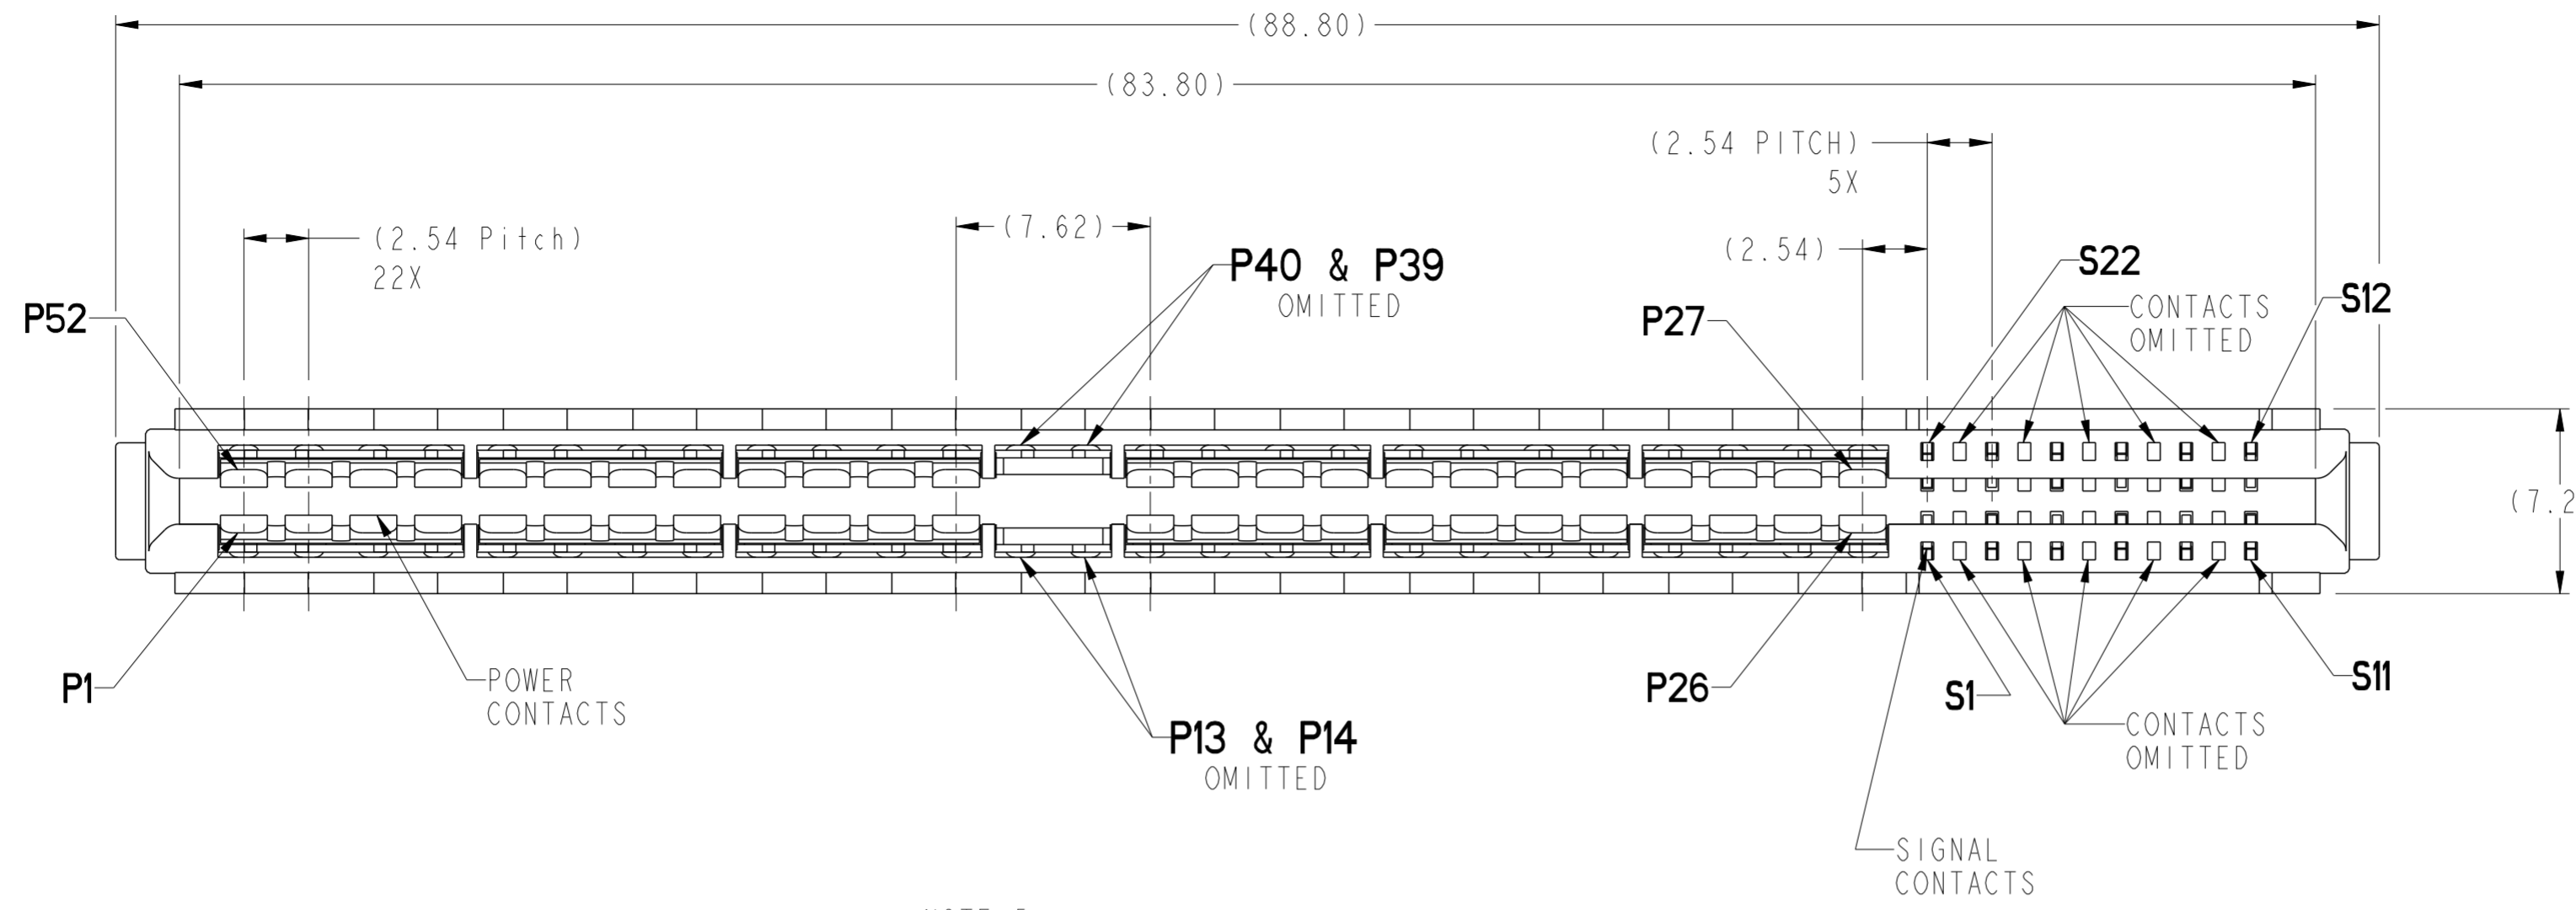 (88.80)
(83.80)
(2.54 PITCH)
5X
(2.54 Pitch)
22X
(7.62)
P40 & P39
OMITTED
(2.54)
S22
CONTACTS
OMITTED
S12
P52
P27
(7.2
P1
POWER
CONTACTS
P13 & P14
OMITTED
P26
S1
S11
CONTACTS
OMITTED
SIGNAL
CONTACTS